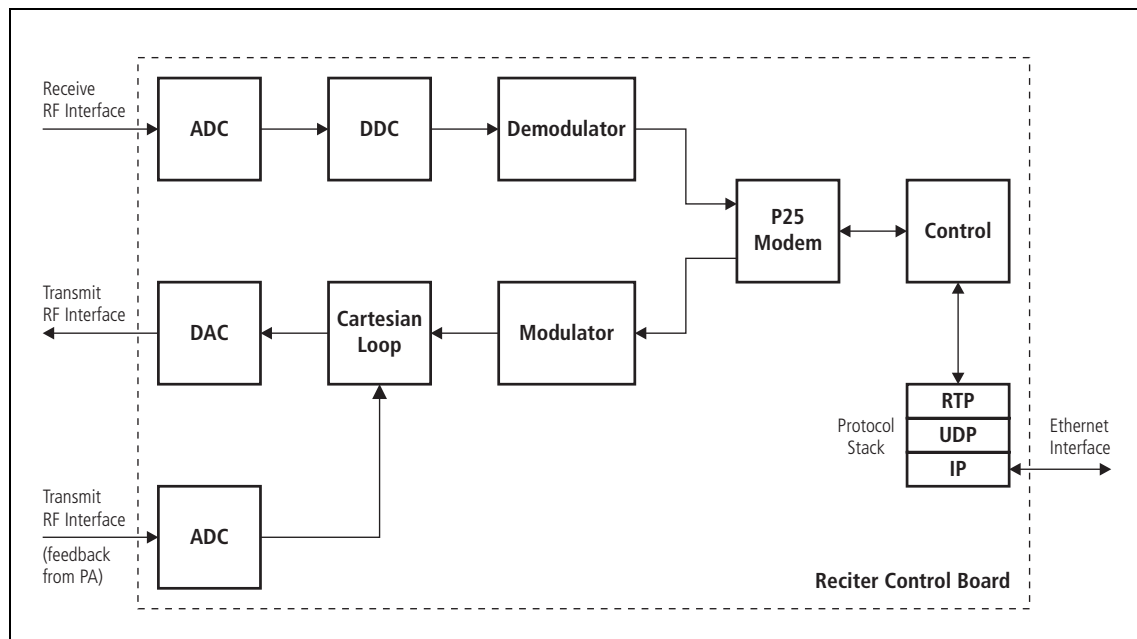 Receive
RF Interface
ADC
DDC
Demodulator
P25
Modem
Control
Transmit
RF Interface
DAC
Cartesian
Loop
Modulator
RTP
Protocol
Stack
UDP
IP
Ethernet
Interface
Transmit
RF Interface
(feedback
from PA)
ADC
Reciter Control Board